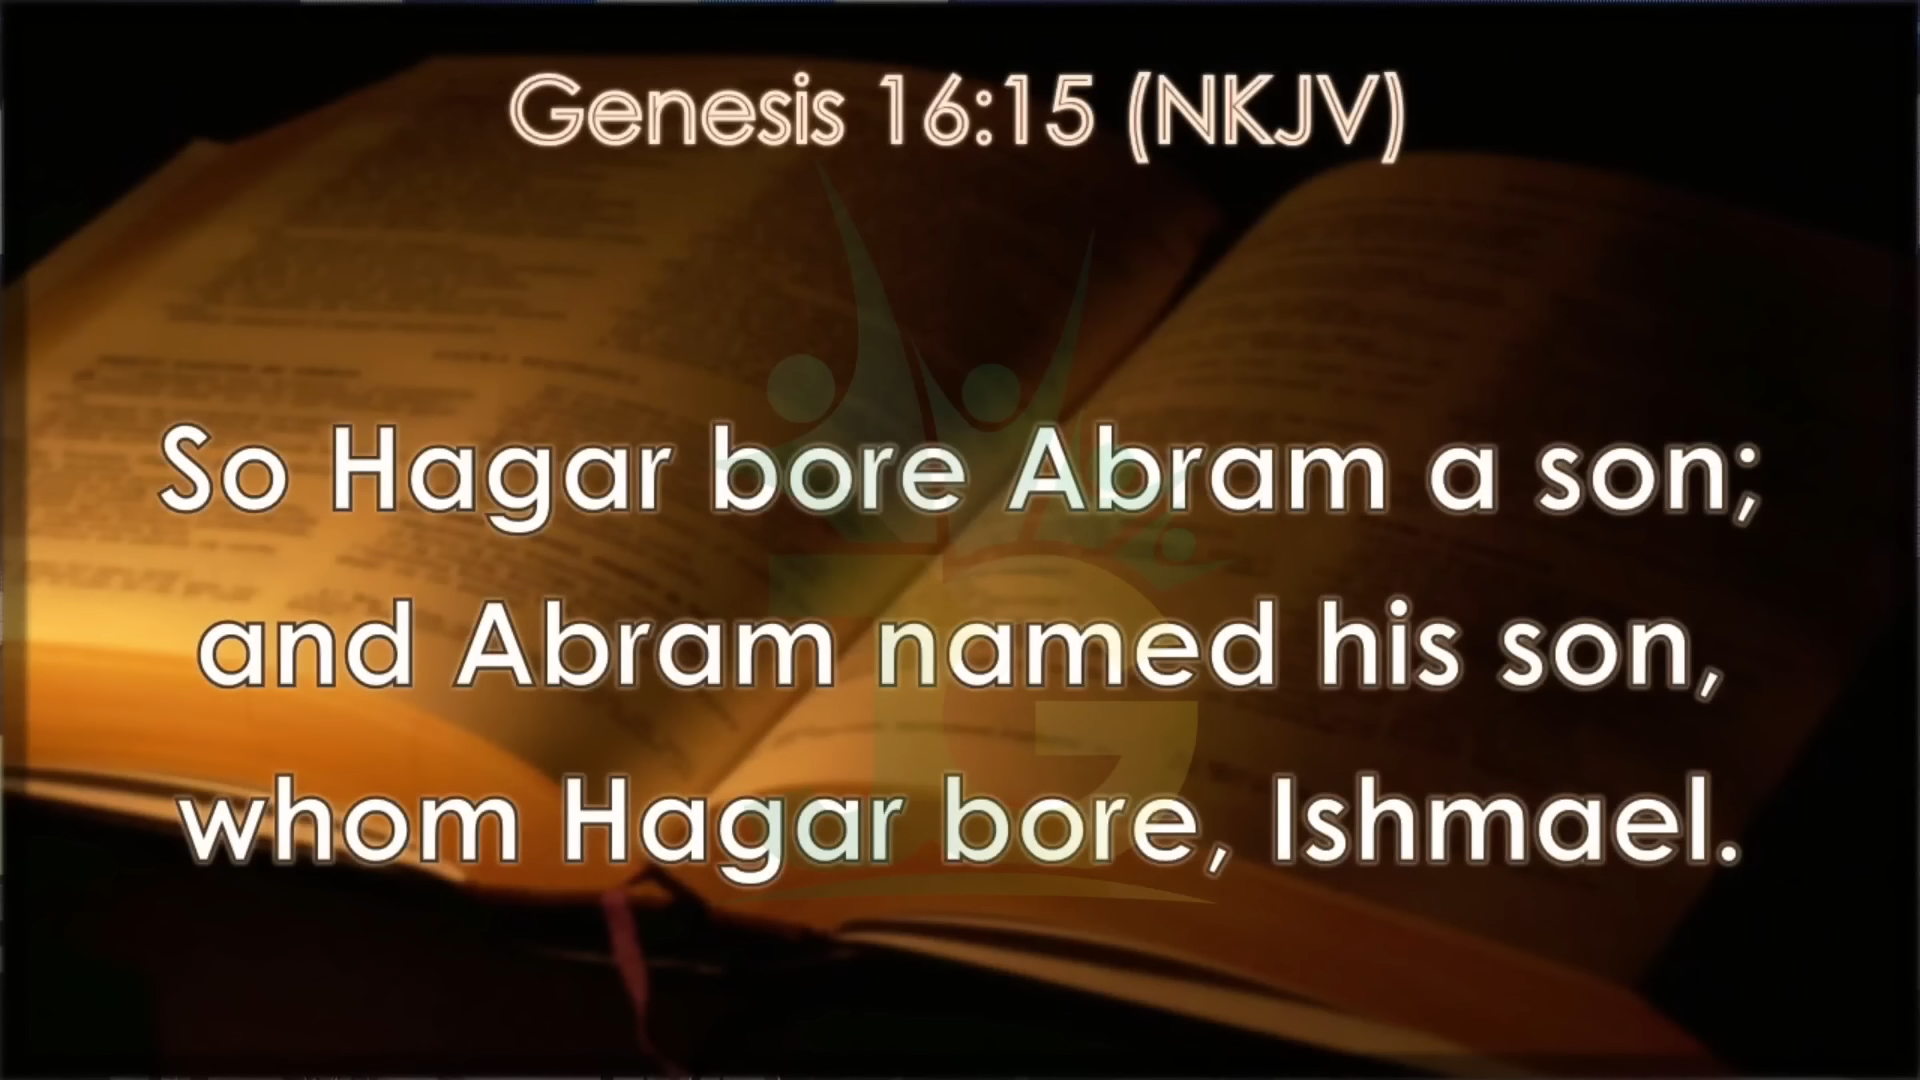 Genesis 16:15 (NKJV)
So Hagar bore Abram a son;
and Abram named his son,
whom Hagar bore, Ishmael.